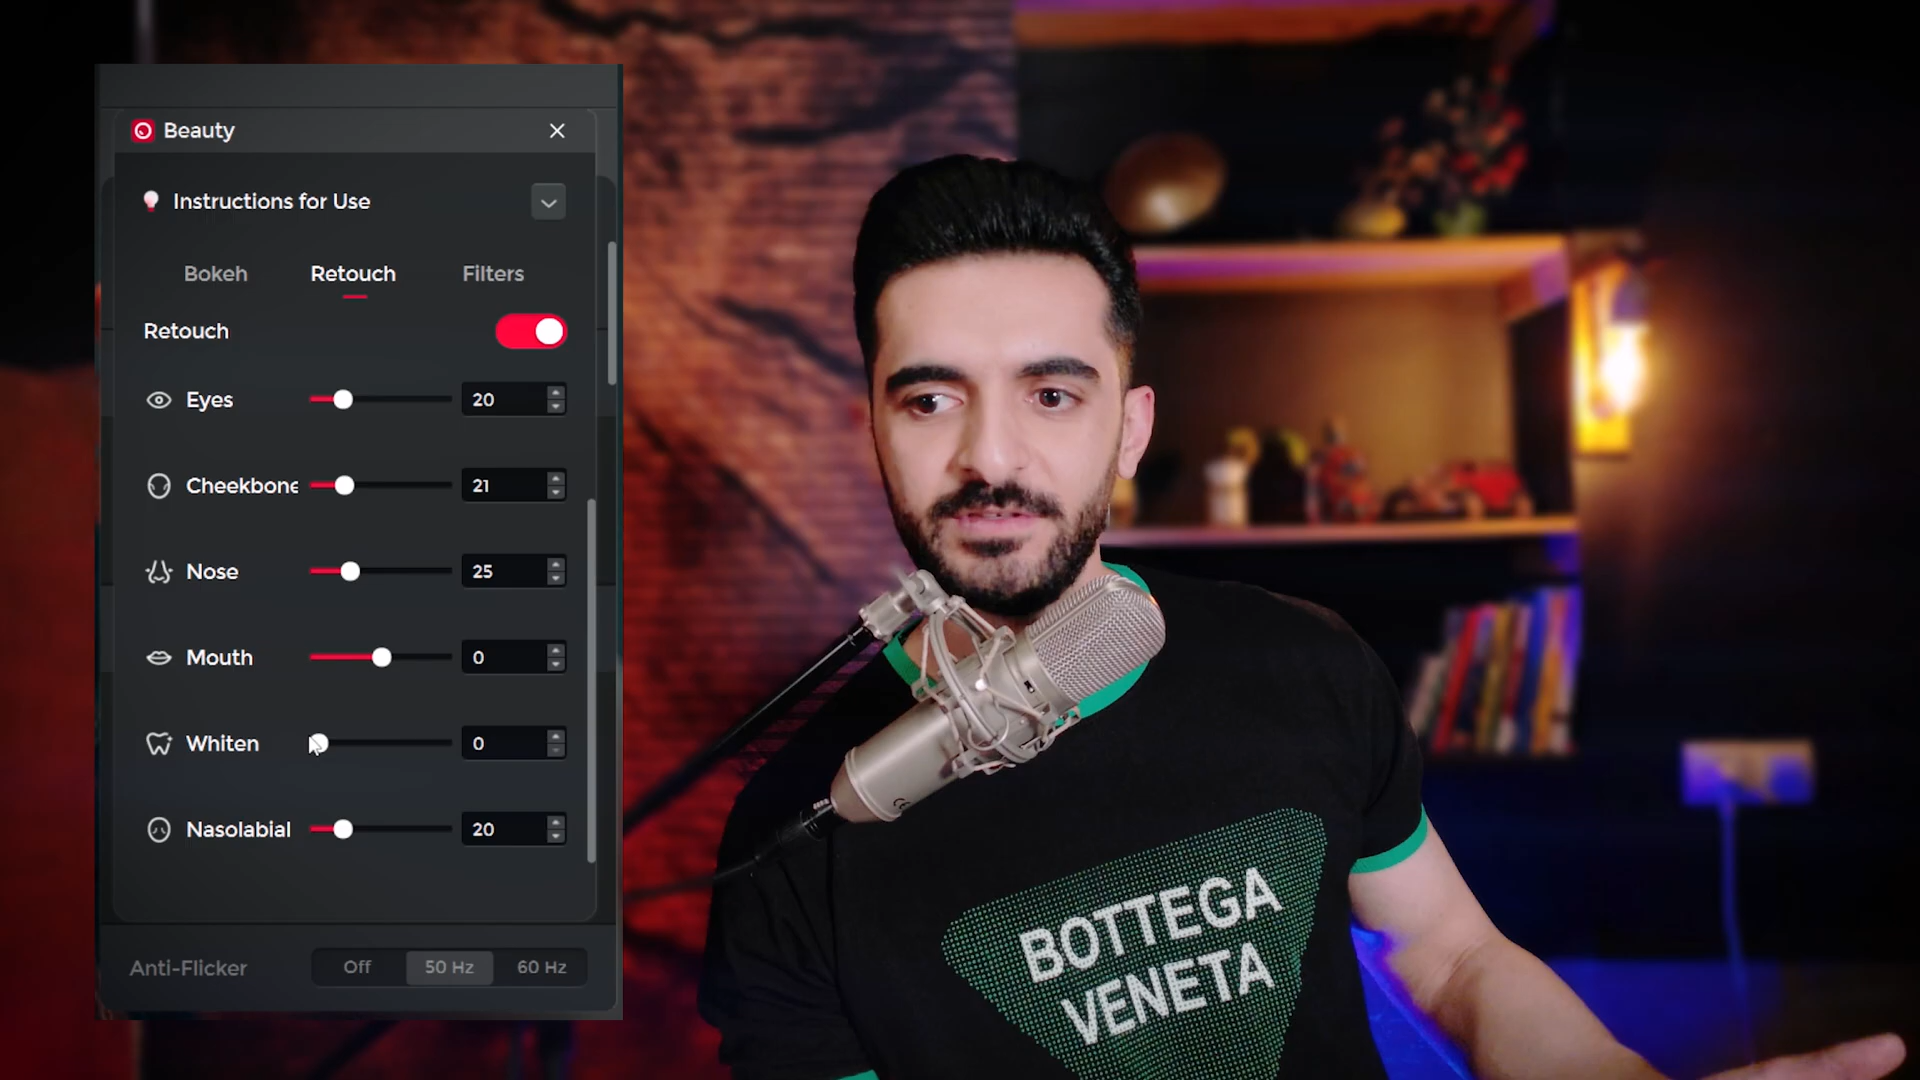 Beauty
Instructions for Use
Bokeh Retouch Filters
Retouch
Eyes 20
Cheekbone 21
Nose 25
Mouth 0
Whiten 0
Nasolabial 20
Anti-Flicker Off 50 Hz 60 Hz
CE
BOTTEGA
VENETA